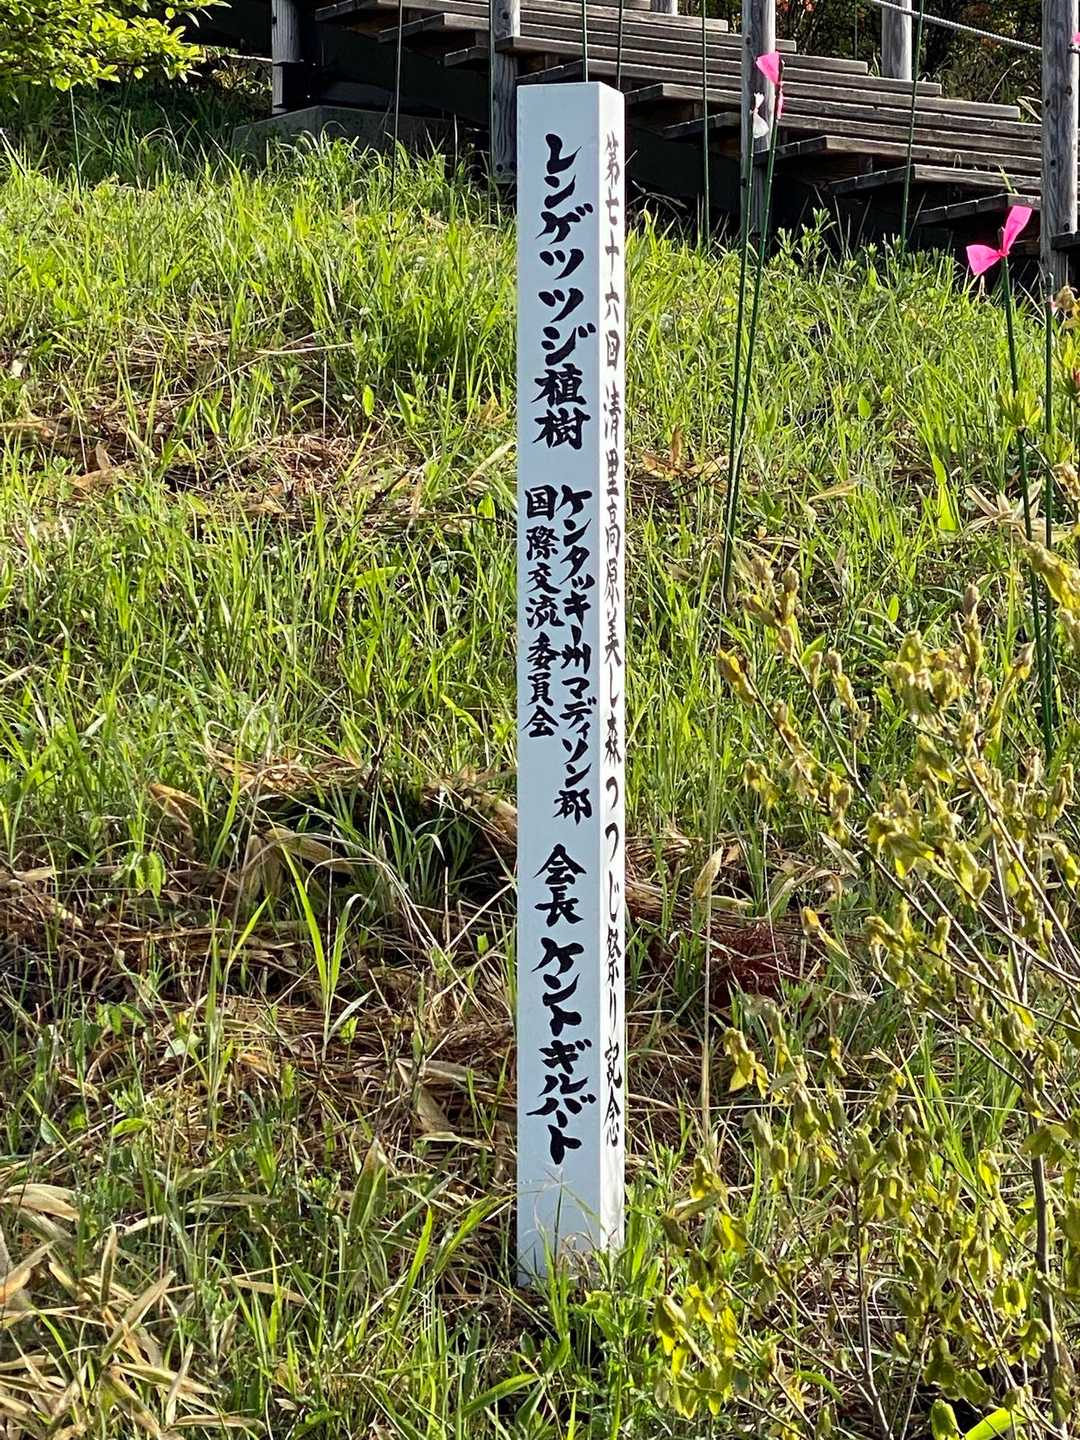 レンゲツツジ植樹
ケンタッキー州マディソン郡
国際交流委員会
会長 ケントギルバート
第七十六回清里高原美し森つつじ祭り記念